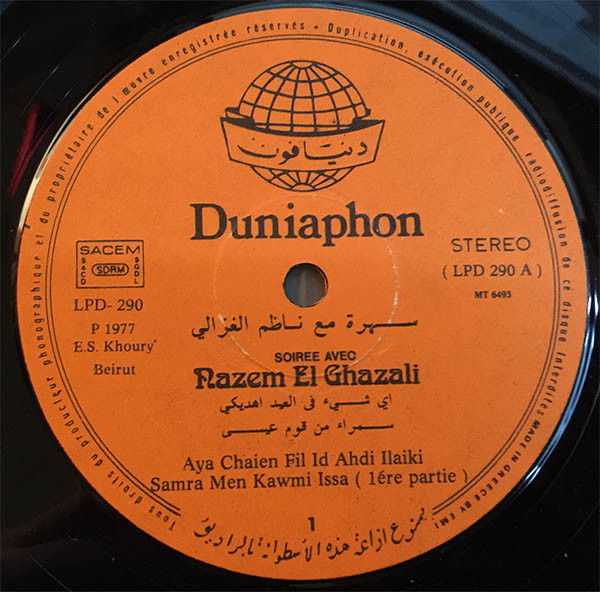 Tous droits du producteur phonographique et du propriétaire de l'œuvre enregistrée réservés - Duplication, exécution publique, radiodiffusion de cé disque interdites MADE IN GREECE BY EMI
دنيافون
Duniaphon
SACEM
SACD
SDRM
SGDL
STEREO
LPD- 290
( LPD 290 A )
MT 6493
P 1977
E.S. Khoury
Beirut
سهرة مع ناظم الغزالي
SOIREE AVEC
Nazem El Ghazali
اي شيء في العيد اهديكي
سمراء من قوم عيسى
Aya Chaien Fil Id Ahdi Ilaiki
Samra Men Kawmi Issa ( 1ére partie )
1
ممنوع اذاعة هذه الأسطوانة بالراديو